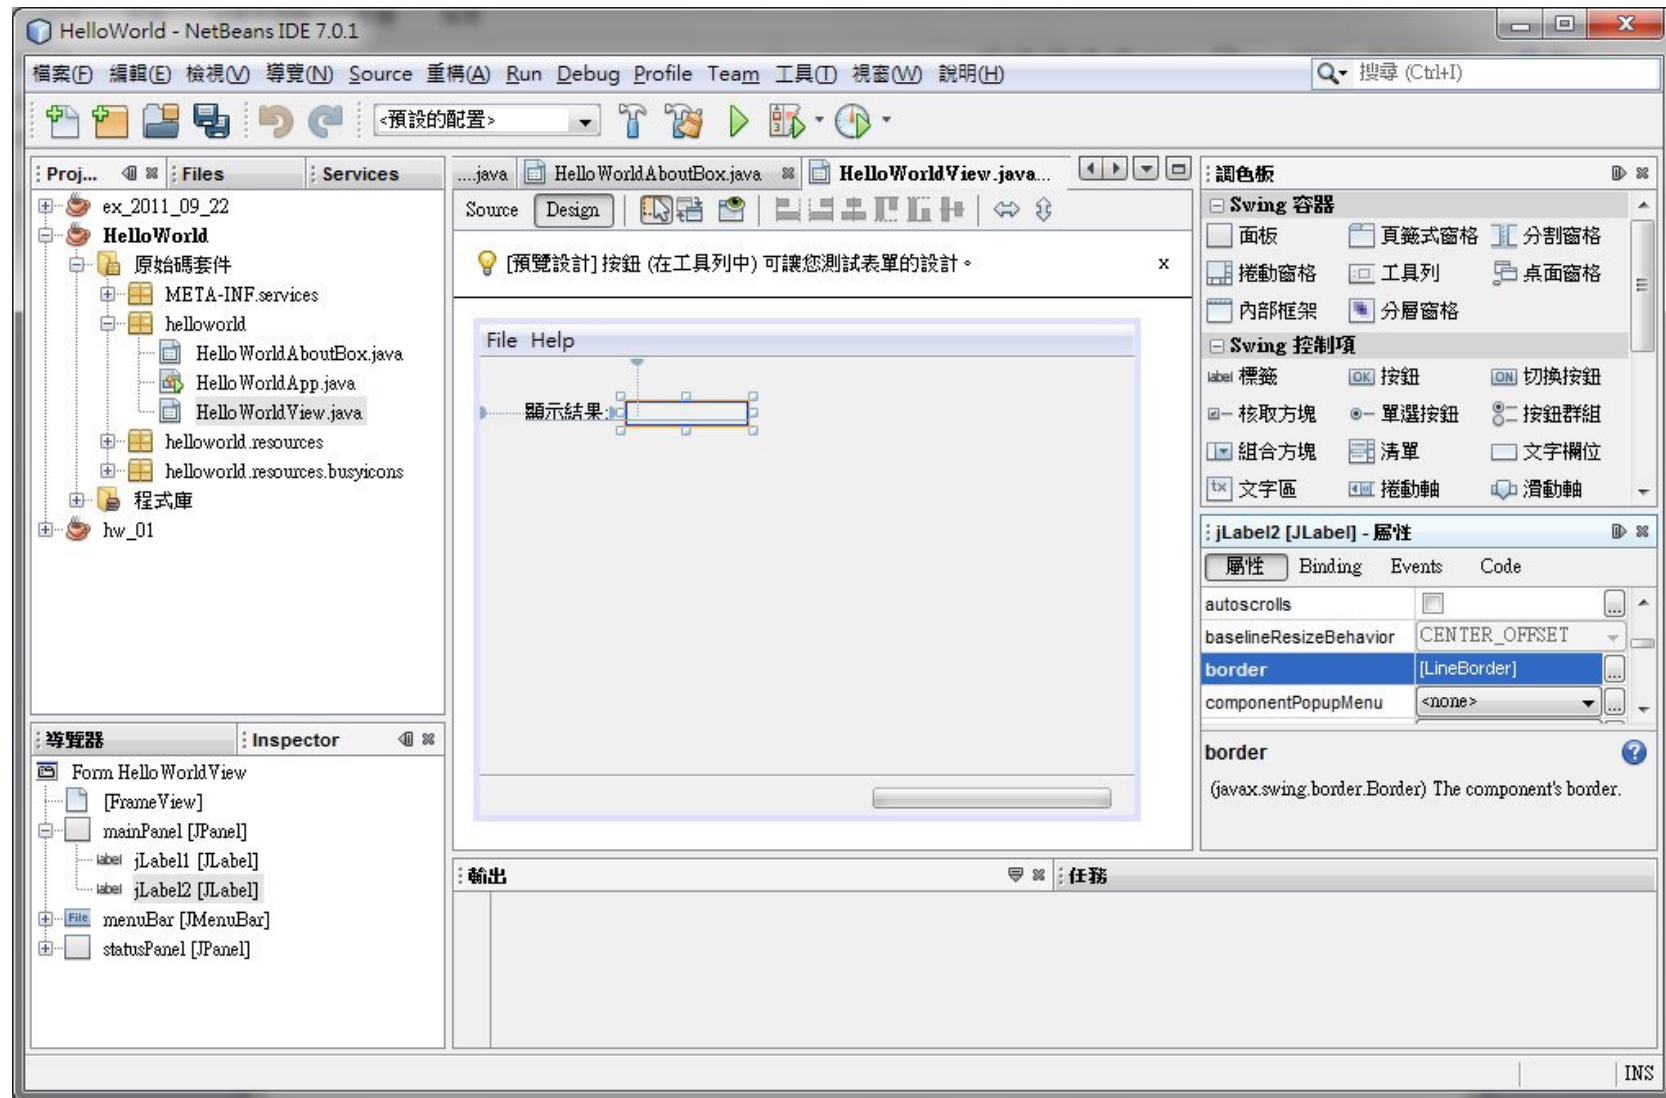 HelloWorld - NetBeans IDE 7.0.1
檔案(F) 編輯(E) 檢視(V) 導覽(N) Source 重構(A) Run Debug Profile Team 工具(T) 視窗(W) 說明(H)
搜尋 (Ctrl+I)
<預設的配置>
Proj... Files Services
ex_2011_09_22
HelloWorld
原始碼套件
META-INF.services
helloworld
HelloWorldAboutBox.java
HelloWorldApp.java
HelloWorldView.java
helloworld.resources
helloworld.resources.busyicons
程式庫
hw_01
導覽器 Inspector
Form HelloWorldView
[FrameView]
mainPanel [JPanel]
label jLabel1 [JLabel]
label jLabel2 [JLabel]
File menuBar [JMenuBar]
statusPanel [JPanel]
....java HelloWorldAboutBox.java HelloWorldView.java...
Source Design
[預覽設計] 按鈕 (在工具列中) 可讓您測試表單的設計。 x
File Help
顯示結果:
輸出 任務
調色板
Swing 容器
面板 頁籤式窗格 分割窗格
捲動窗格 工具列 桌面窗格
內部框架 分層窗格
Swing 控制項
label 標籤 OK 按鈕 ON 切換按鈕
核取方塊 單選按鈕 按鈕群組
組合方塊 清單 文字欄位
tx 文字區 捲動軸 滑動軸
jLabel2 [JLabel] - 屬性
屬性 Binding Events Code
autoscrolls ...
baselineResizeBehavior CENTER_OFFSET
border [LineBorder] ...
componentPopupMenu <none> ...
border
(javax.swing.border.Border) The component's border.
INS